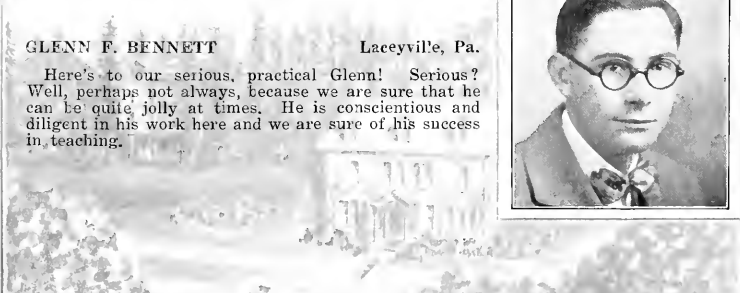 GLENN F. BENNETT Laceyville, Pa.
Here's to our serious, practical Glenn! Serious?
Well, perhaps not always, because we are sure that he
can be quite jolly at times. He is conscientious and
diligent in his work here and we are sure of his success
in teaching.